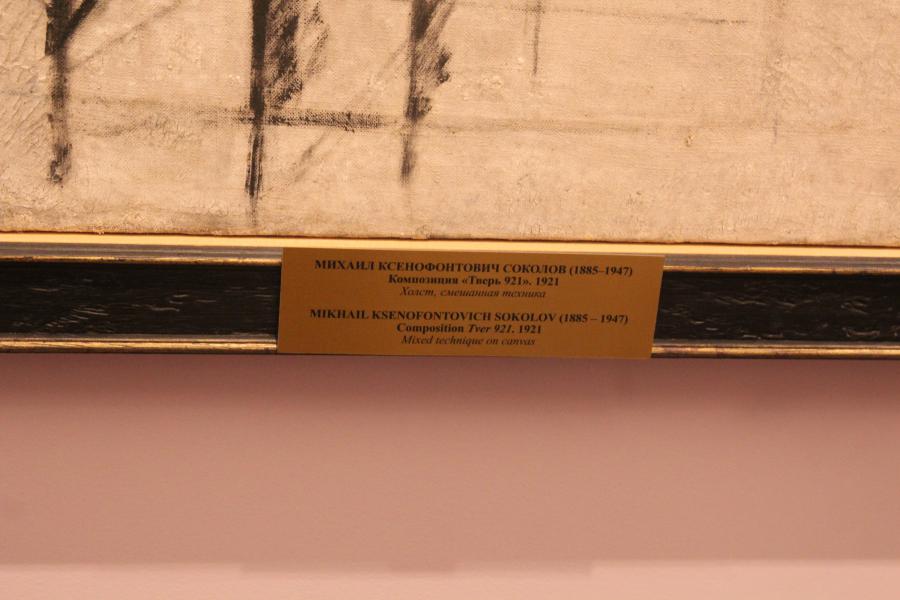 МИХАИЛ КСЕНОФОНТОВИЧ СОКОЛОВ (1885–1947)
Композиция «Тверь 921». 1921
Холст, смешанная техника
MIKHAIL KSENOFONTOVICH SOKOLOV (1885 – 1947)
Composition Tver 921. 1921
Mixed technique on canvas